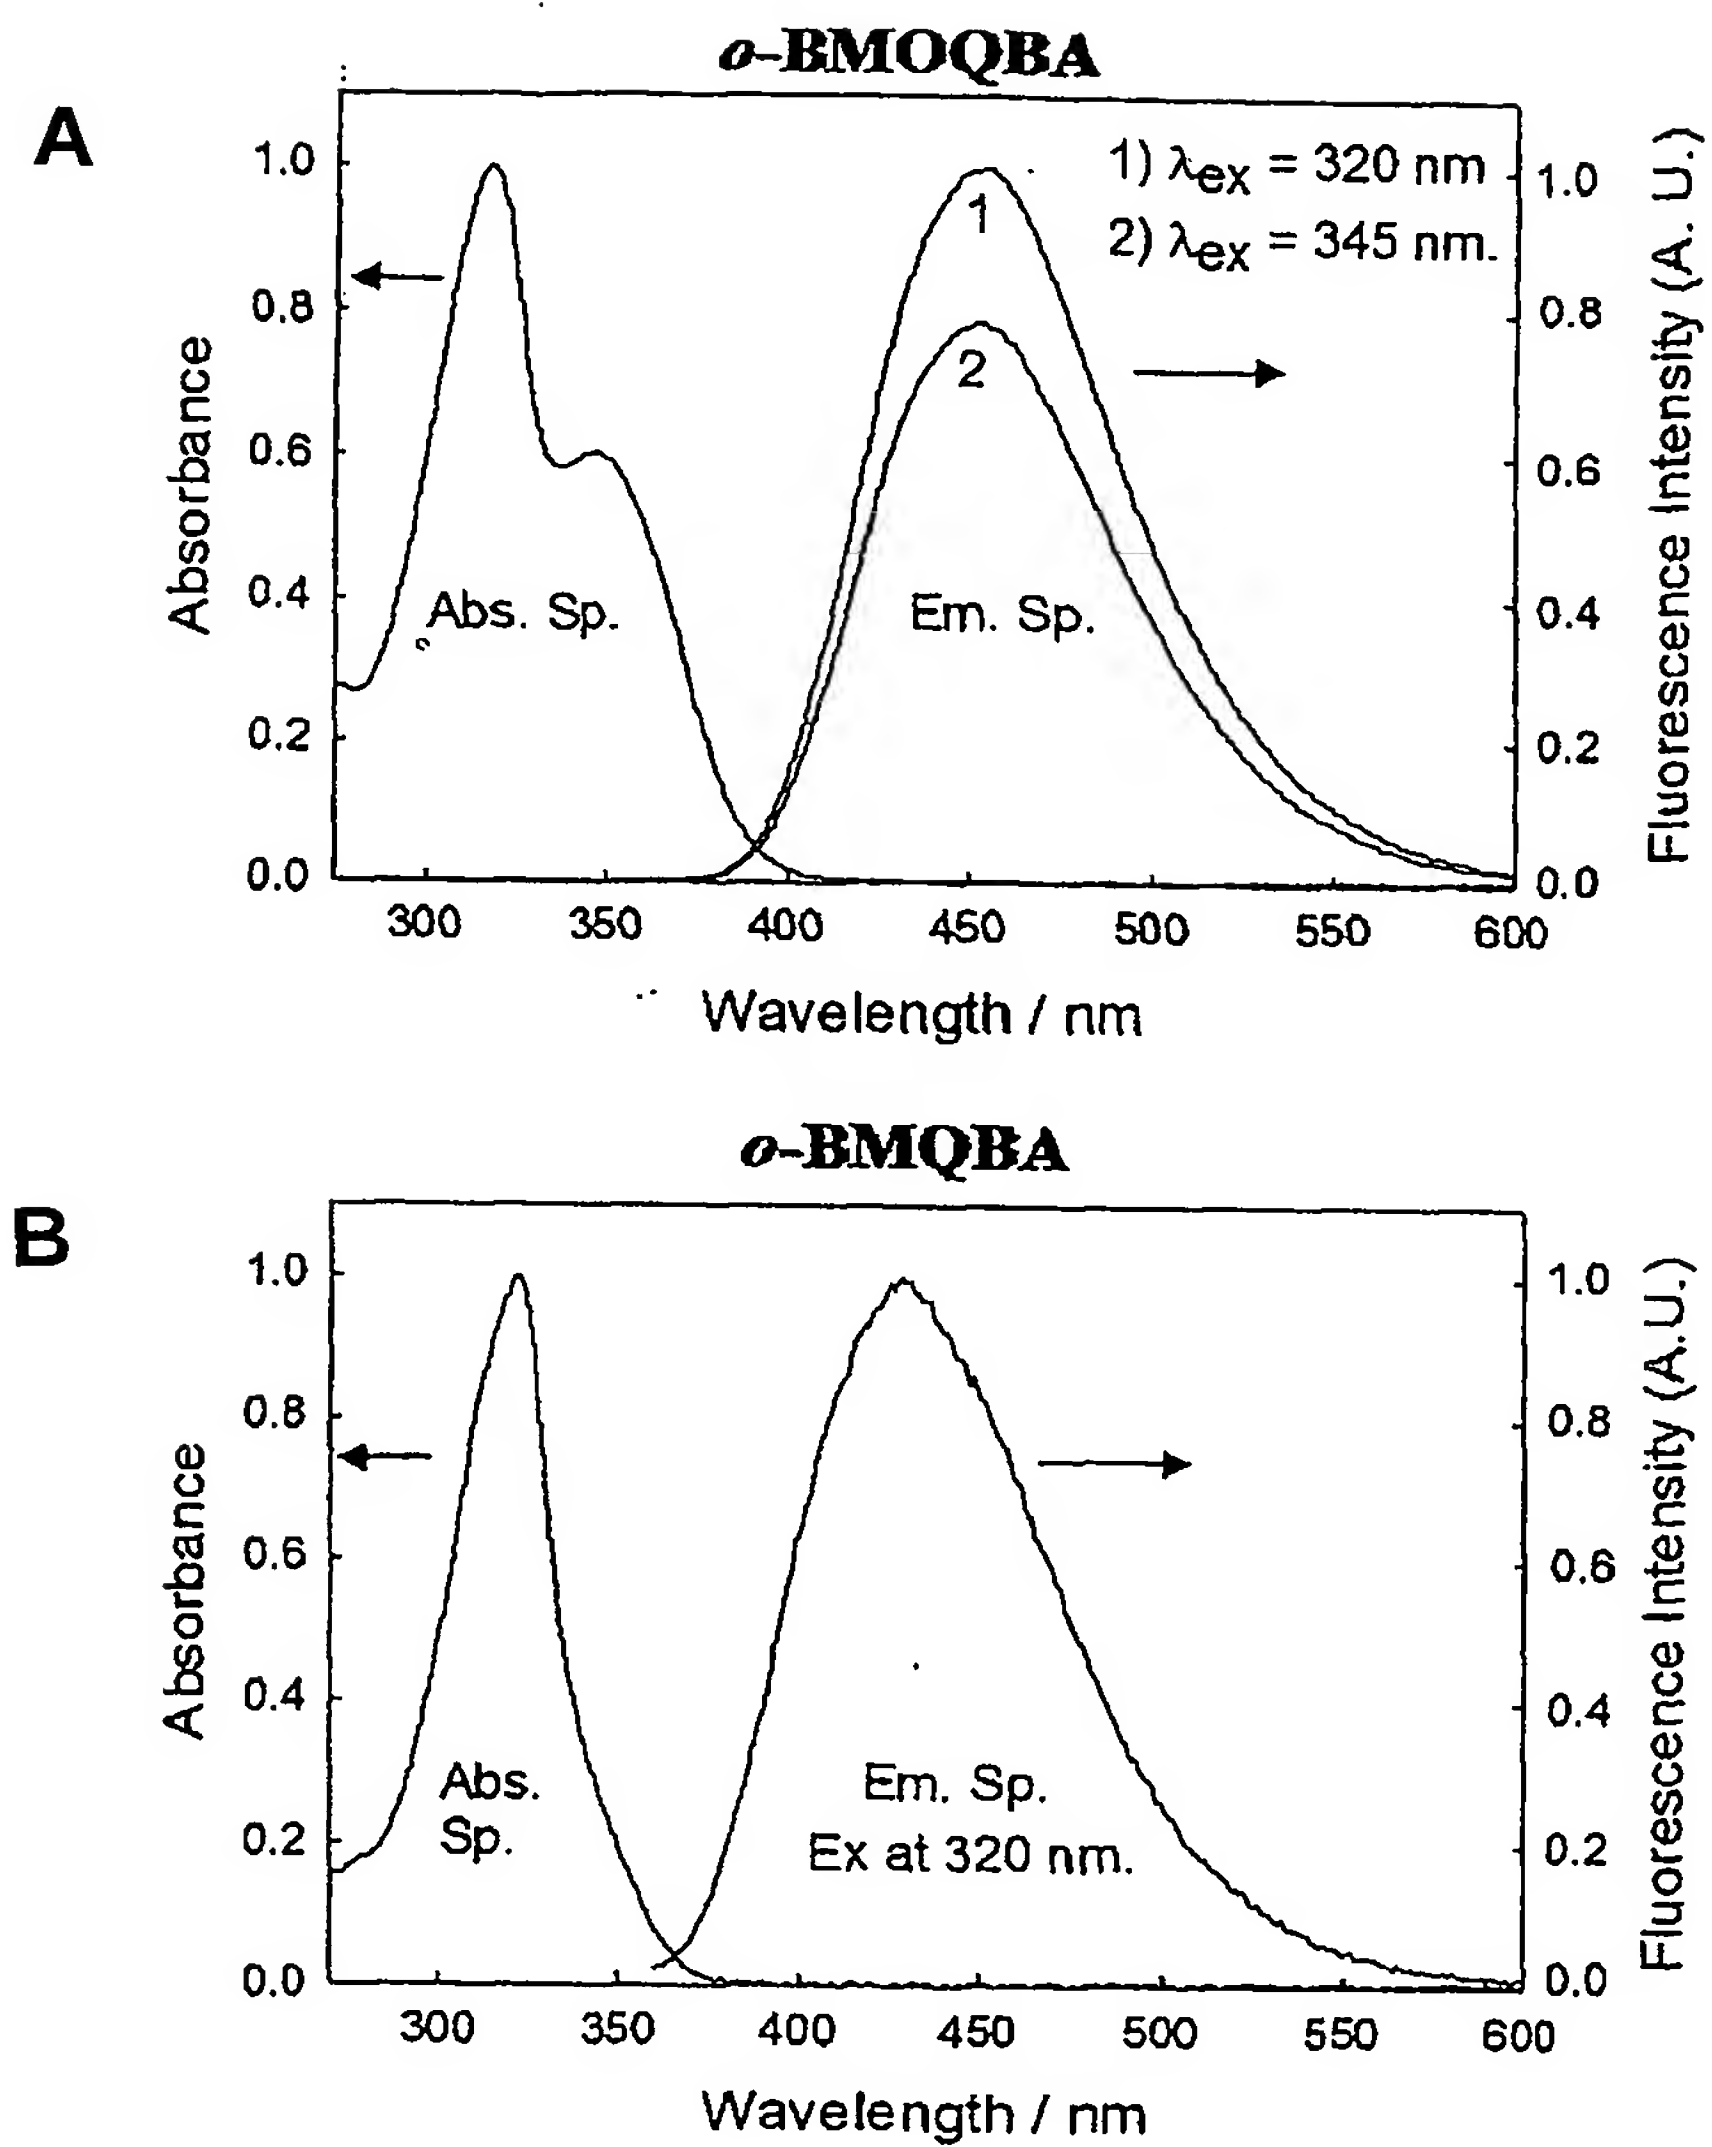 o-BMOQBA
A
1) λex = 320 nm
2) λex = 345 nm.
1
2
Abs. Sp.
Em. Sp.
Absorbance
1.0
0.8
0.6
0.4
0.2
0.0
Fluorescence Intensity (A. U.)
1.0
0.8
0.6
0.4
0.2
0.0
300 350 400 450 500 550 600
Wavelength / nm
o-BMQBA
B
Absorbance
1.0
0.8
0.6
0.4
0.2
0.0
Abs.
Sp.
Em. Sp.
Ex at 320 nm.
Fluorescence Intensity (A.U.)
1.0
0.8
0.6
0.4
0.2
0.0
300 350 400 450 500 550 600
Wavelength / nm